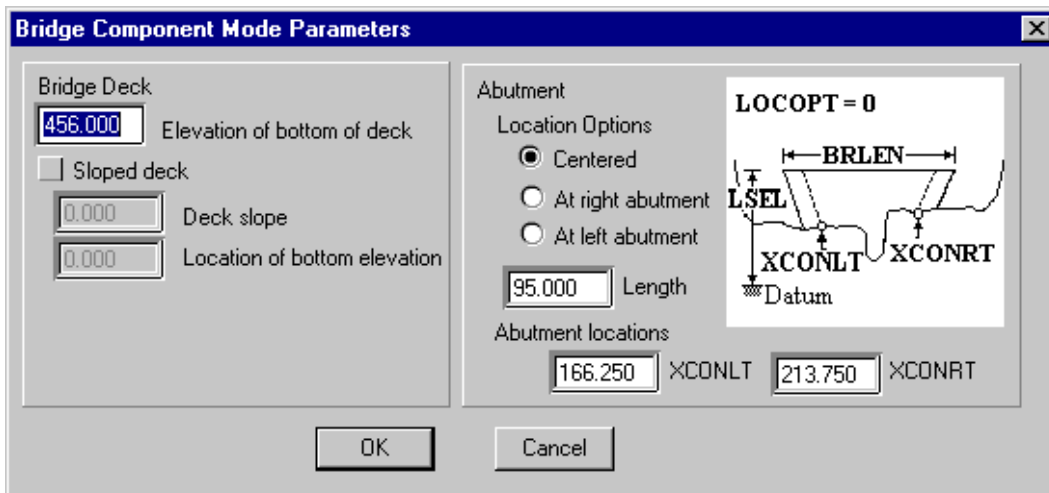 Bridge Component Mode Parameters
Bridge Deck
456.000 Elevation of bottom of deck
Sloped deck
0.000 Deck slope
0.000 Location of bottom elevation
Abutment
Location Options
Centered
At right abutment
At left abutment
95.000 Length
Abutment locations
166.250 XCONLT 213.750 XCONRT
LOCOPT = 0
BRLEN
LSEL
XCONLT XCONRT
Datum
OK Cancel